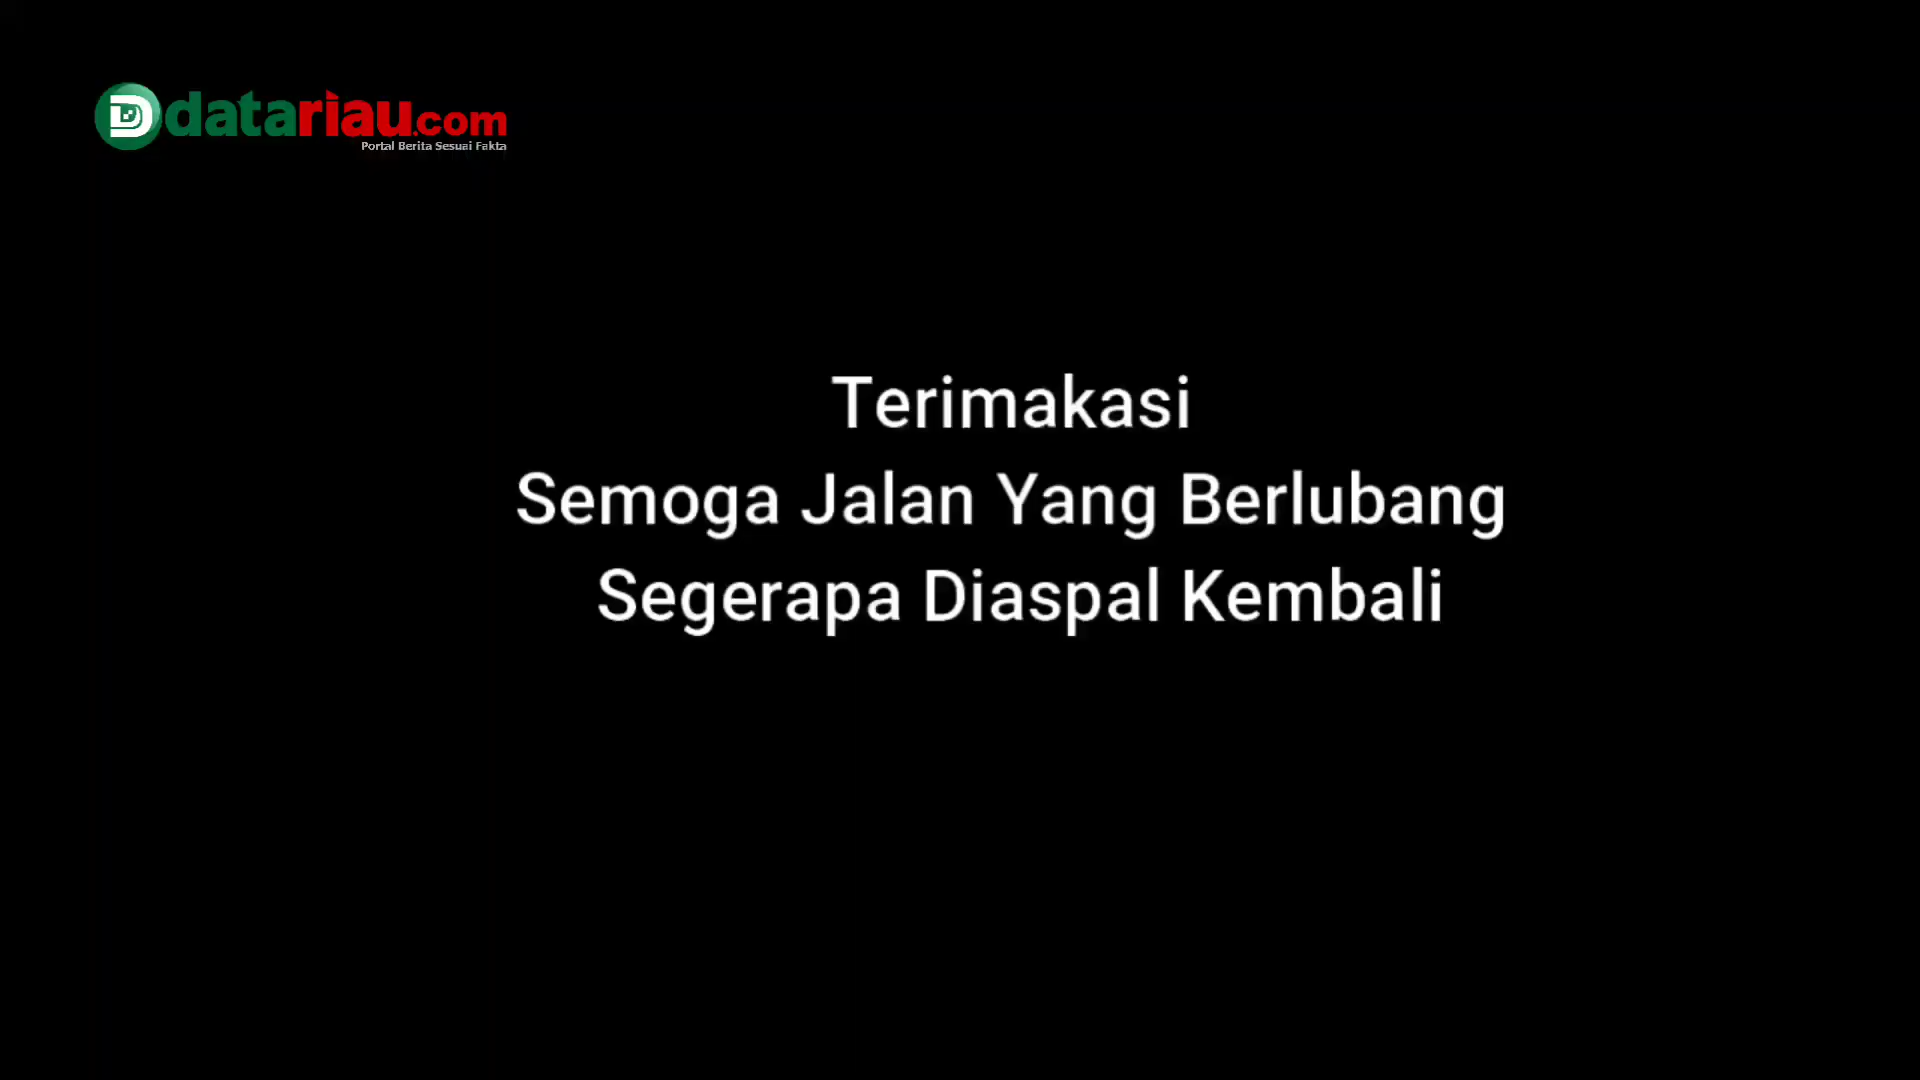 datariau.com
Portal Berita Sesuai Fakta
Terimakasi
Semoga Jalan Yang Berlubang
Segerapa Diaspal Kembali